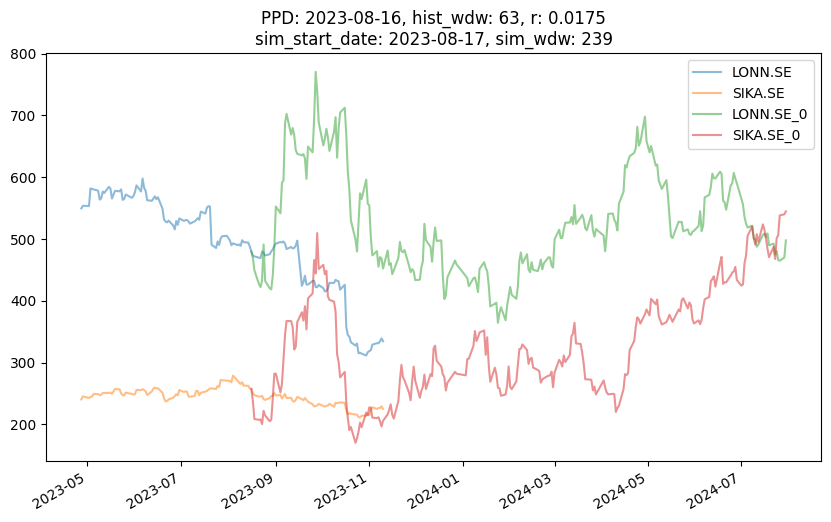 PPD: 2023-08-16, hist_wdw: 63, r: 0.0175
sim_start_date: 2023-08-17, sim_wdw: 239
800
700
600
500
400
300
200
LONN.SE
SIKA.SE
LONN.SE_0
SIKA.SE_0
2023-05
2023-07
2023-09
2023-11
2024-01
2024-03
2024-05
2024-07